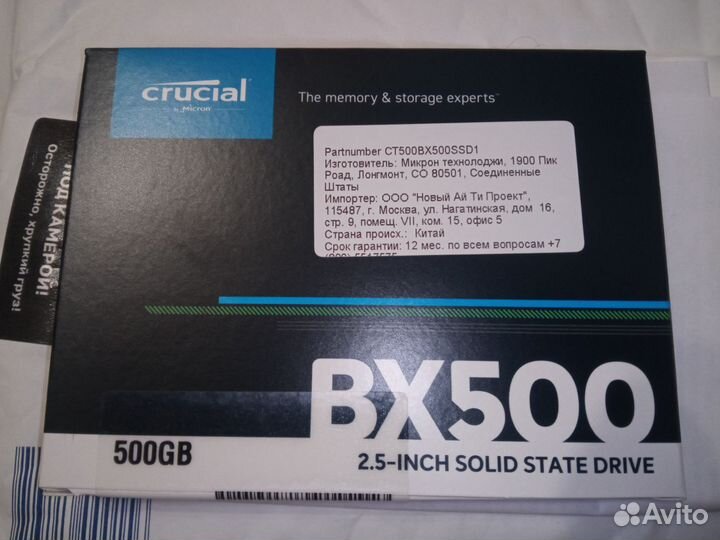 crucial
by Micron
The memory & storage experts™
Partnumber CT500BX500SSD1
Изготовитель: Микрон технолоджи, 1900 Пик
Роад, Лонгмонт, СО 80501, Соединенные
Штаты
Импортер: ООО "Новый Ай Ти Проект",
115487, г. Москва, ул. Нагатинская, дом 16,
стр. 9, помещ. VII, ком. 15, офис 5
Страна происх.: Китай
Срок гарантии: 12 мес. по всем вопросам +7
ПОД КАМЕРОЙ!
Осторожно, хрупкий
груз!
BX500
500GB
2.5-INCH SOLID STATE DRIVE
Avito